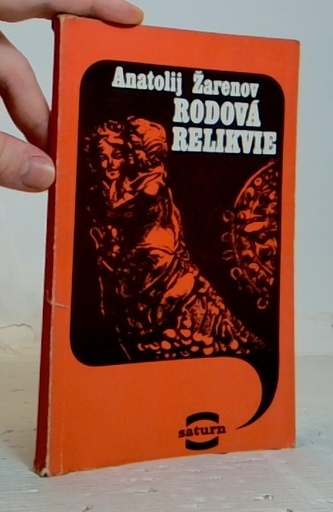 Anatolij Žarenov
RODOVÁ
RELIKVIE
saturn